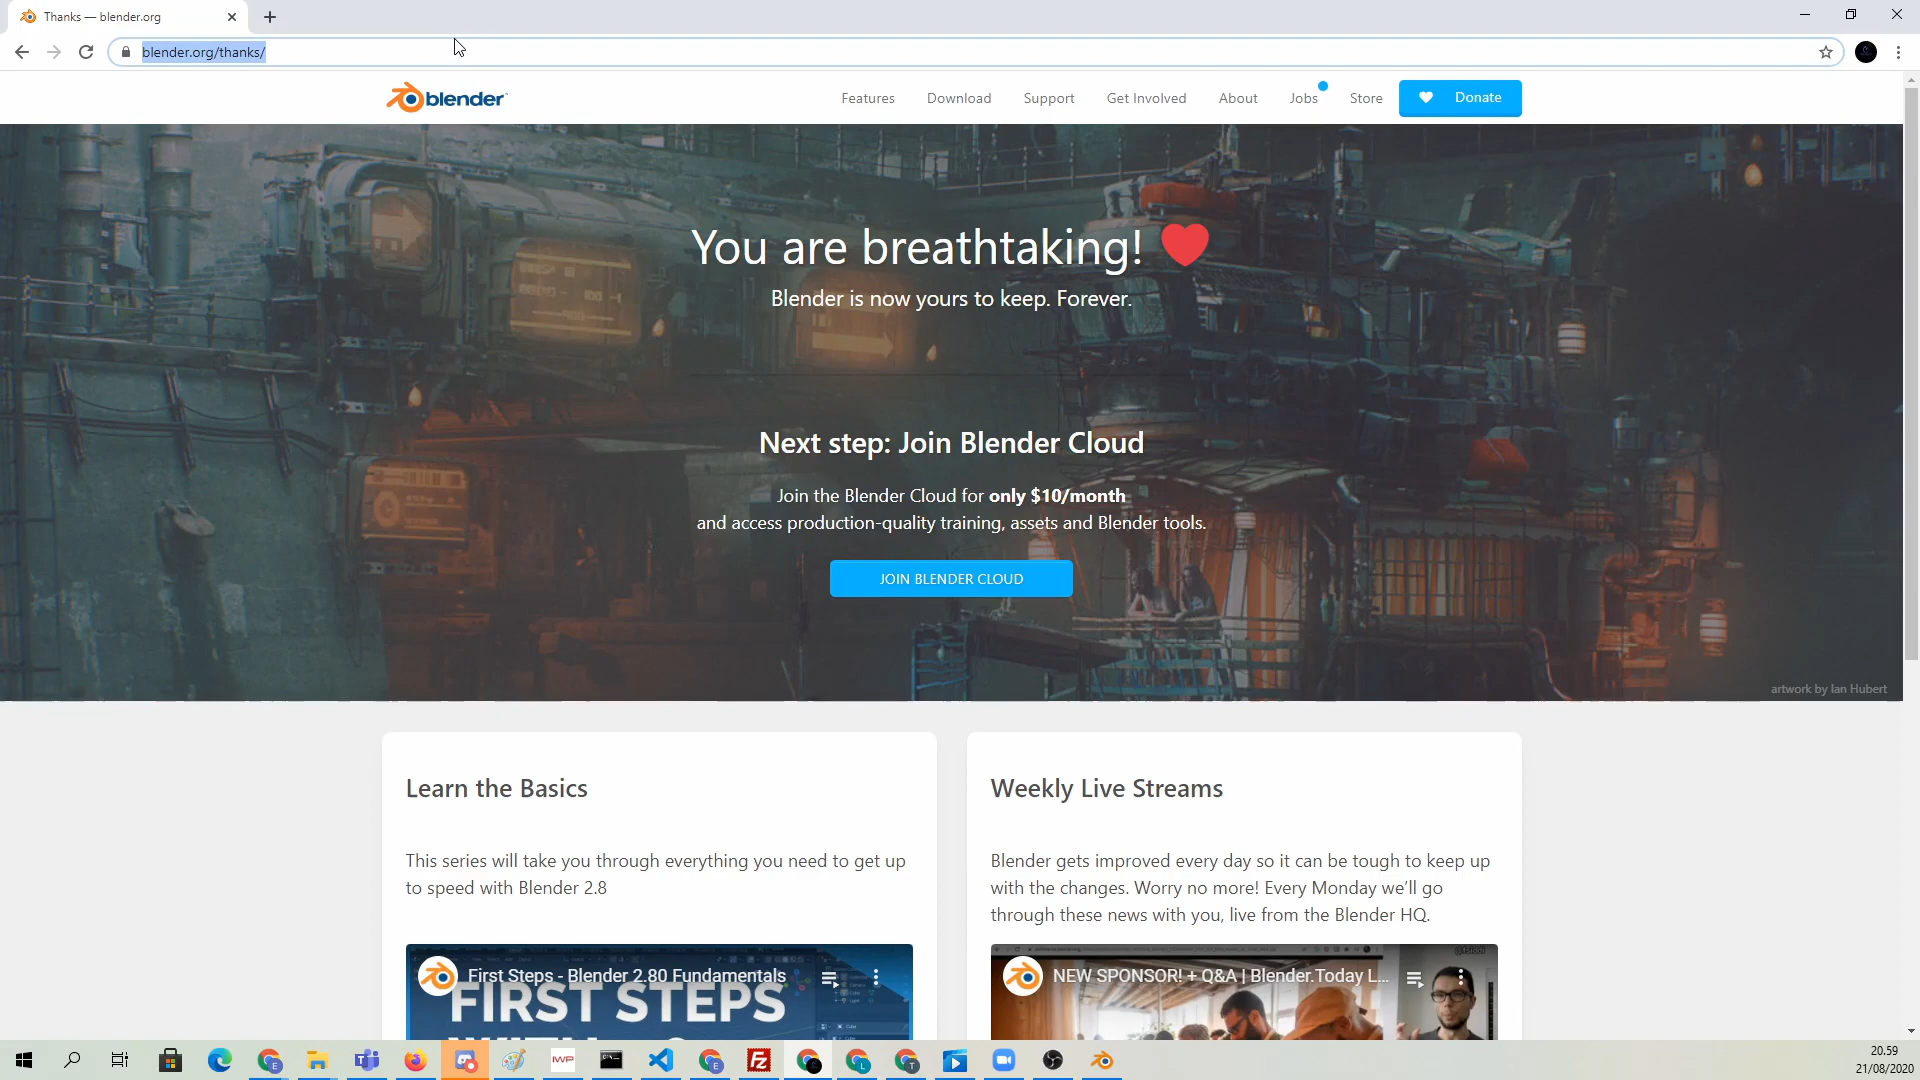 Thanks — blender.org
blender.org/thanks/
blender
Features
Download
Support
Get Involved
About
Jobs
Store
Donate
You are breathtaking!
Blender is now yours to keep. Forever.
Next step: Join Blender Cloud
Join the Blender Cloud for only $10/month
and access production-quality training, assets and Blender tools.
JOIN BLENDER CLOUD
artwork by Ian Hubert
Learn the Basics
This series will take you through everything you need to get up
to speed with Blender 2.8
First Steps - Blender 2.80 Fundamentals
FIRST STEPS
Weekly Live Streams
Blender gets improved every day so it can be tough to keep up
with the changes. Worry no more! Every Monday we’ll go
through these news with you, live from the Blender HQ.
NEW SPONSOR! + Q&A | Blender.Today L...
IWP
20.59
21/08/2020